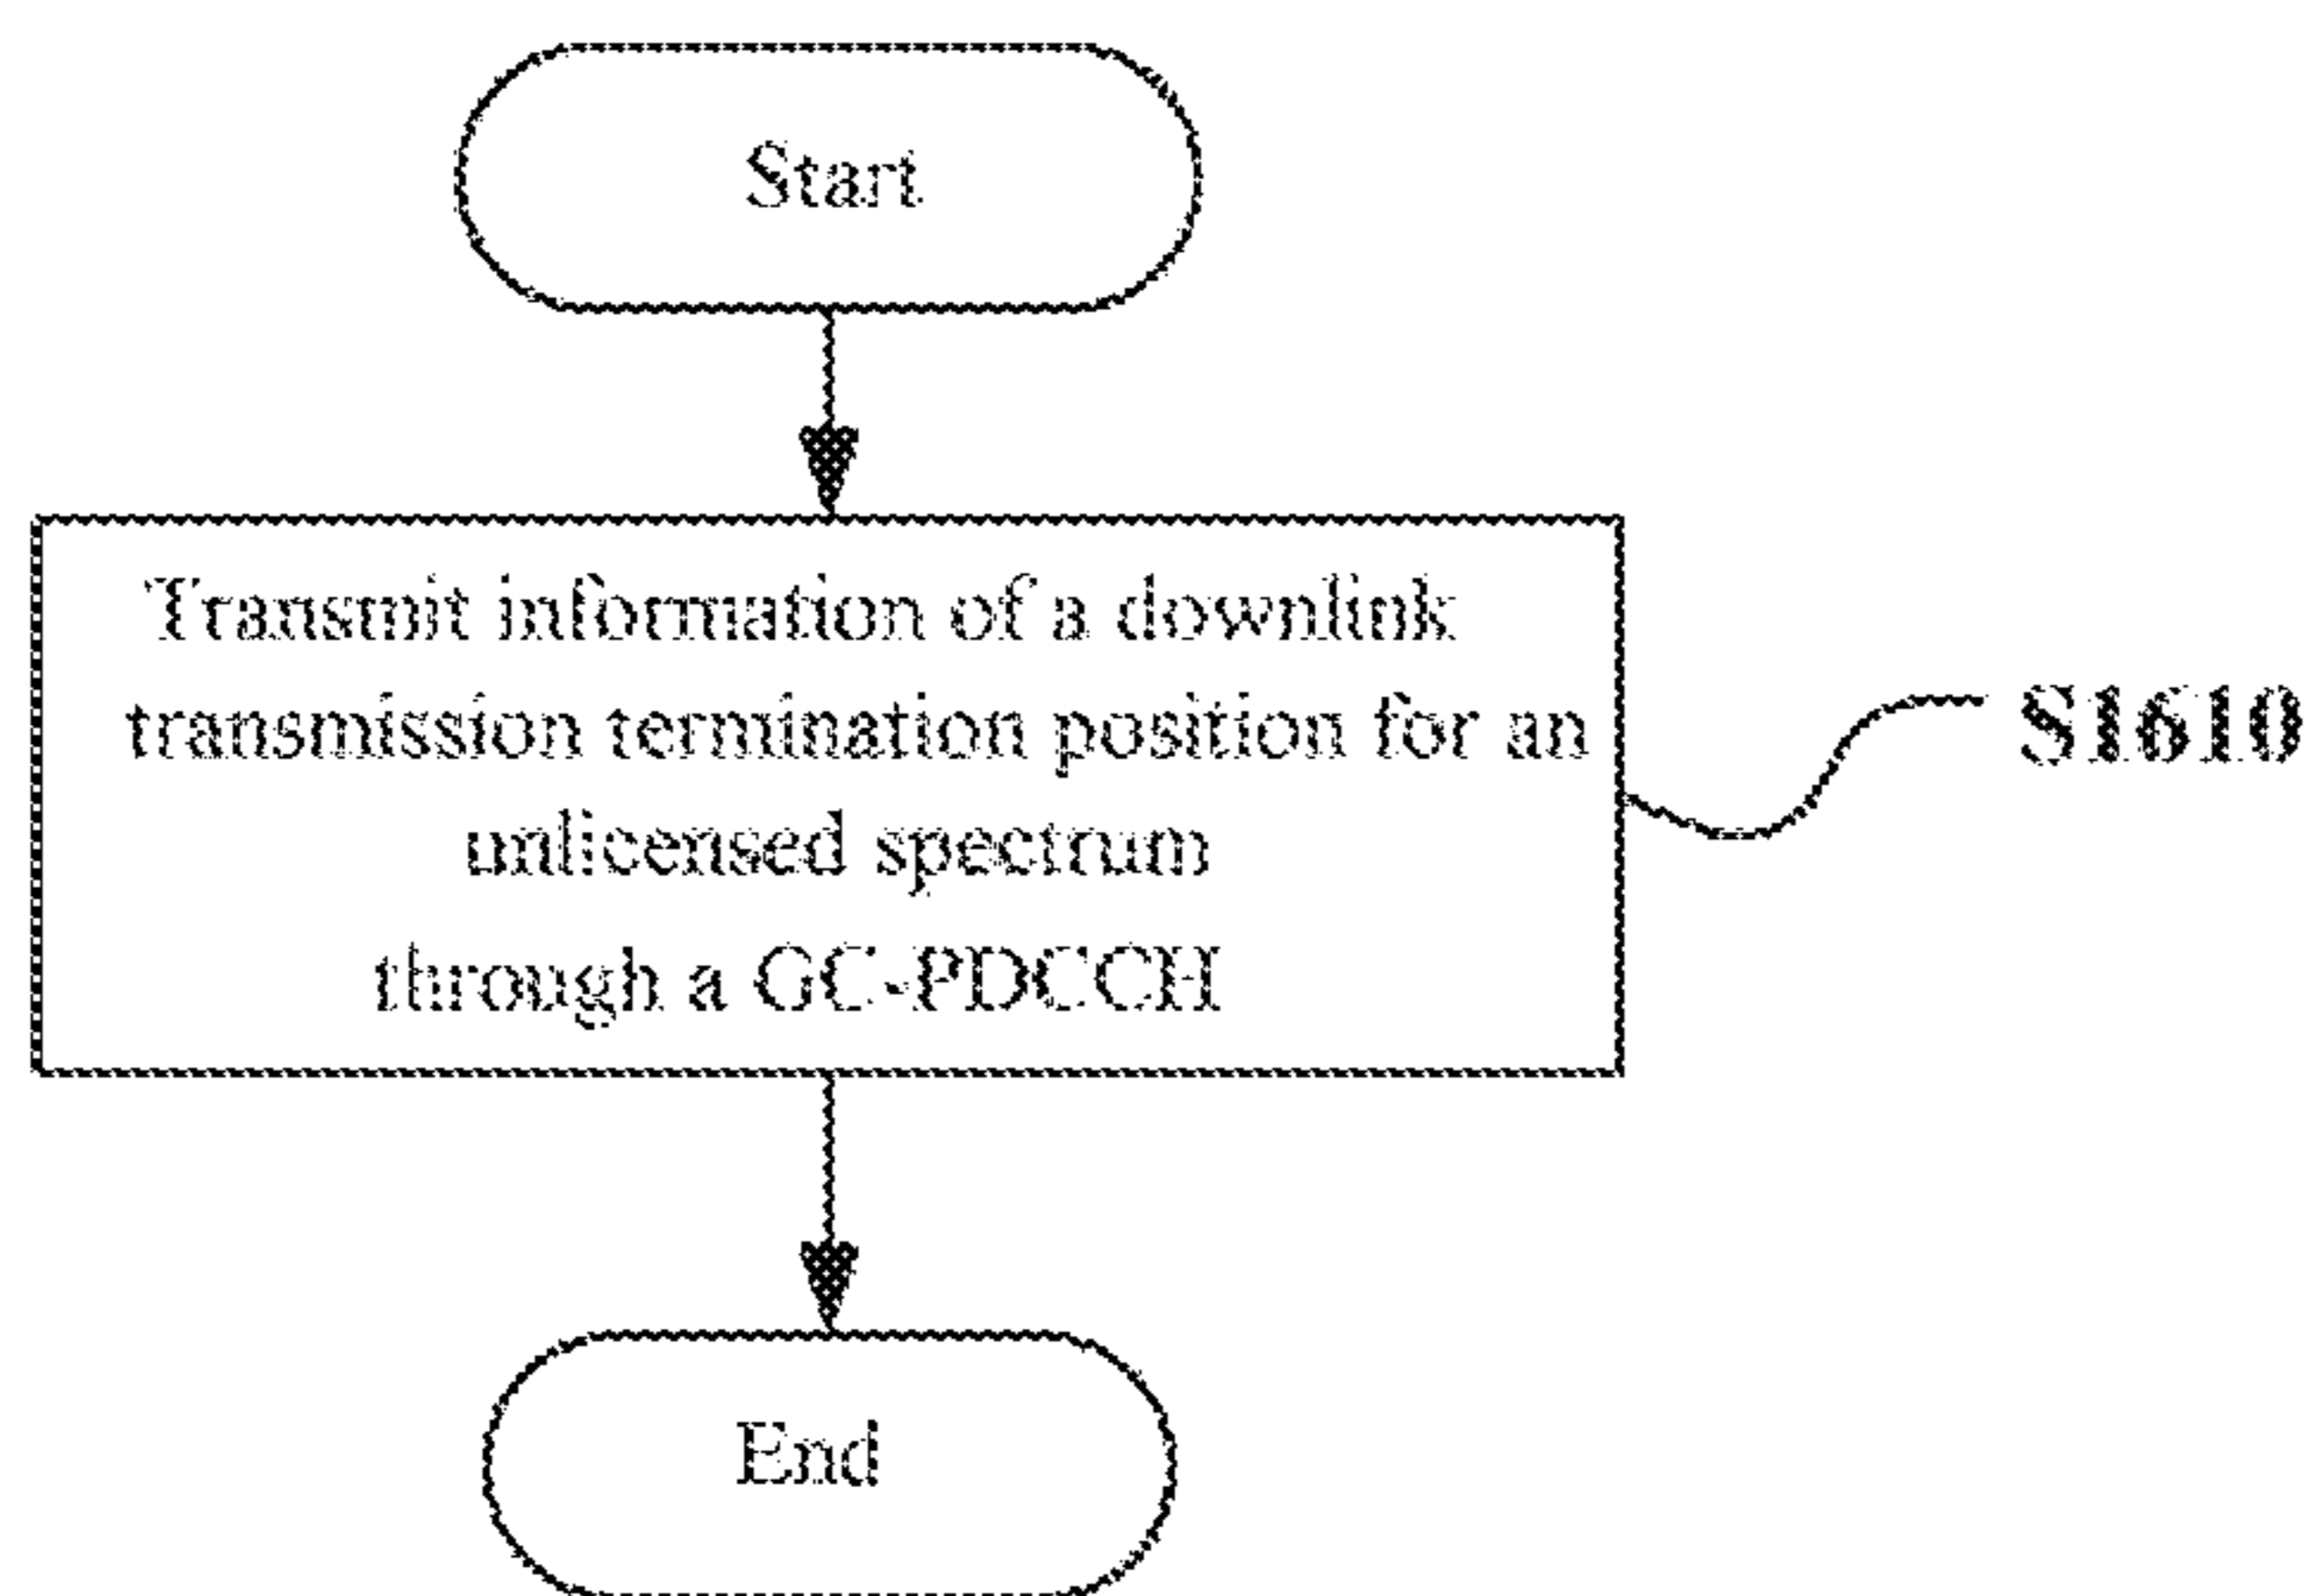 Start
Transmit information of a downlink
transmission termination position for an
unlicensed spectrum
through a GC-PDCCH
S1610
End